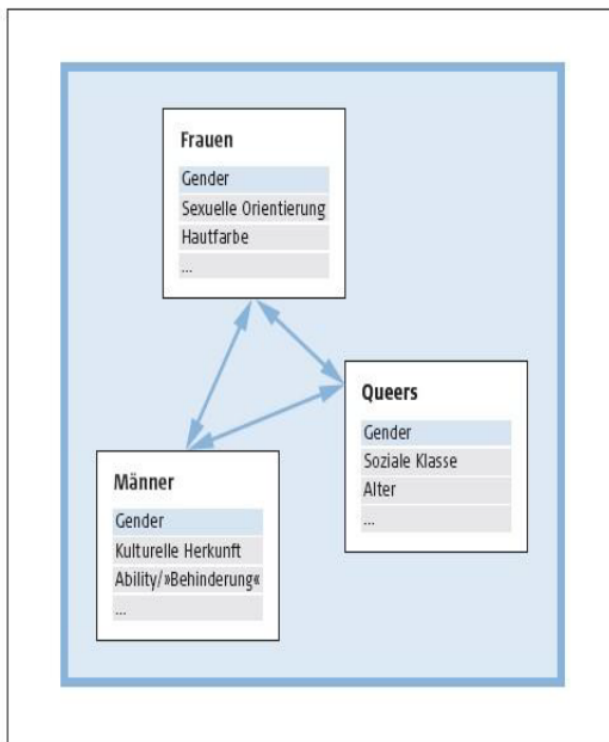 Frauen
Gender
Sexuelle Orientierung
Hautfarbe
...
Queers
Gender
Soziale Klasse
Alter
...
Männer
Gender
Kulturelle Herkunft
Ability/»Behinderung«
...